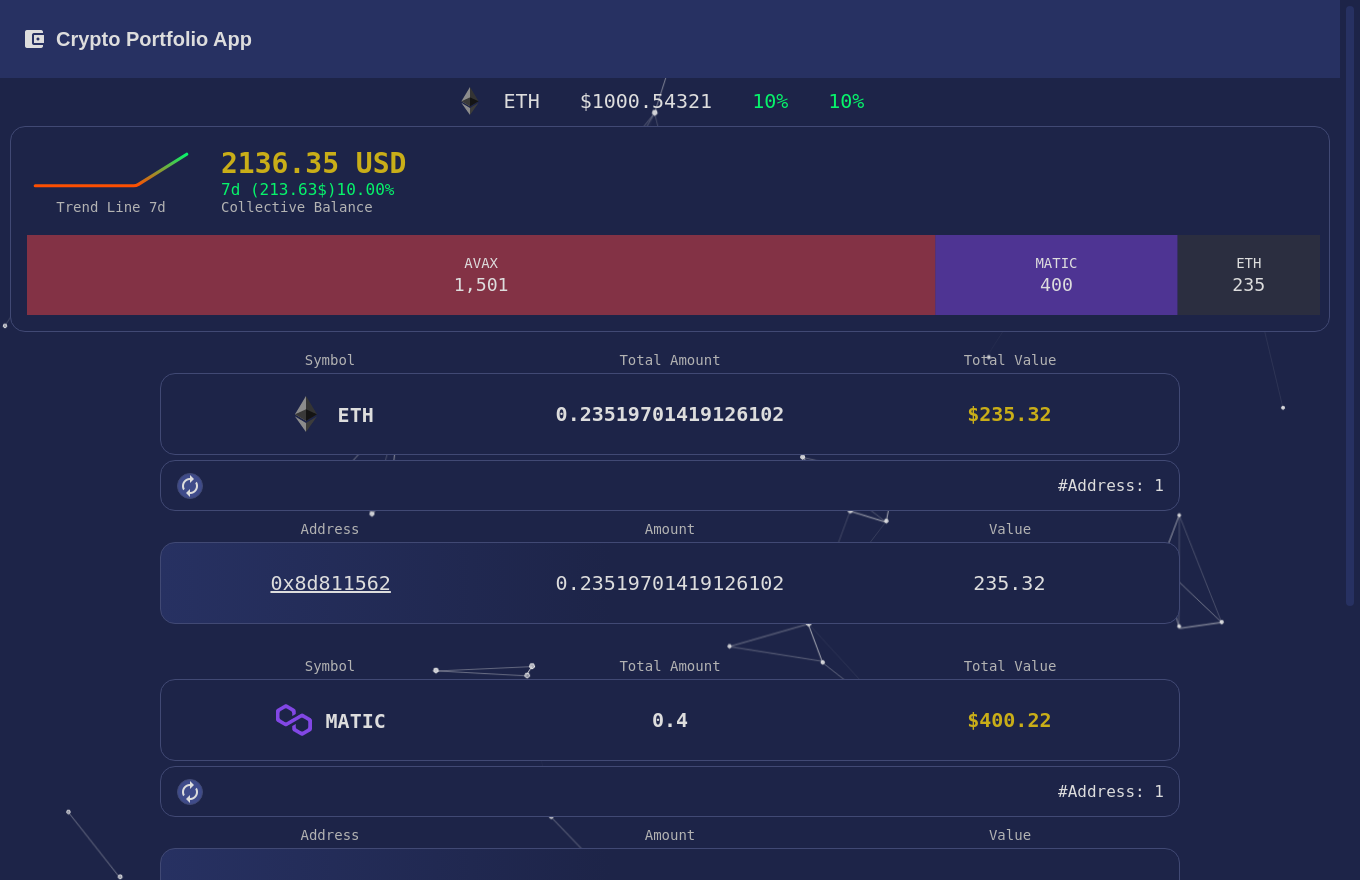 Crypto Portfolio App
ETH $1000.54321 10% 10%
2136.35 USD
7d (213.63$)10.00%
Trend Line 7d Collective Balance
AVAX MATIC ETH
1,501 400 235
Symbol Total Amount Total Value
ETH 0.23519701419126102 $235.32
#Address: 1
Address Amount Value
0x8d811562 0.23519701419126102 235.32
Symbol Total Amount Total Value
MATIC 0.4 $400.22
#Address: 1
Address Amount Value